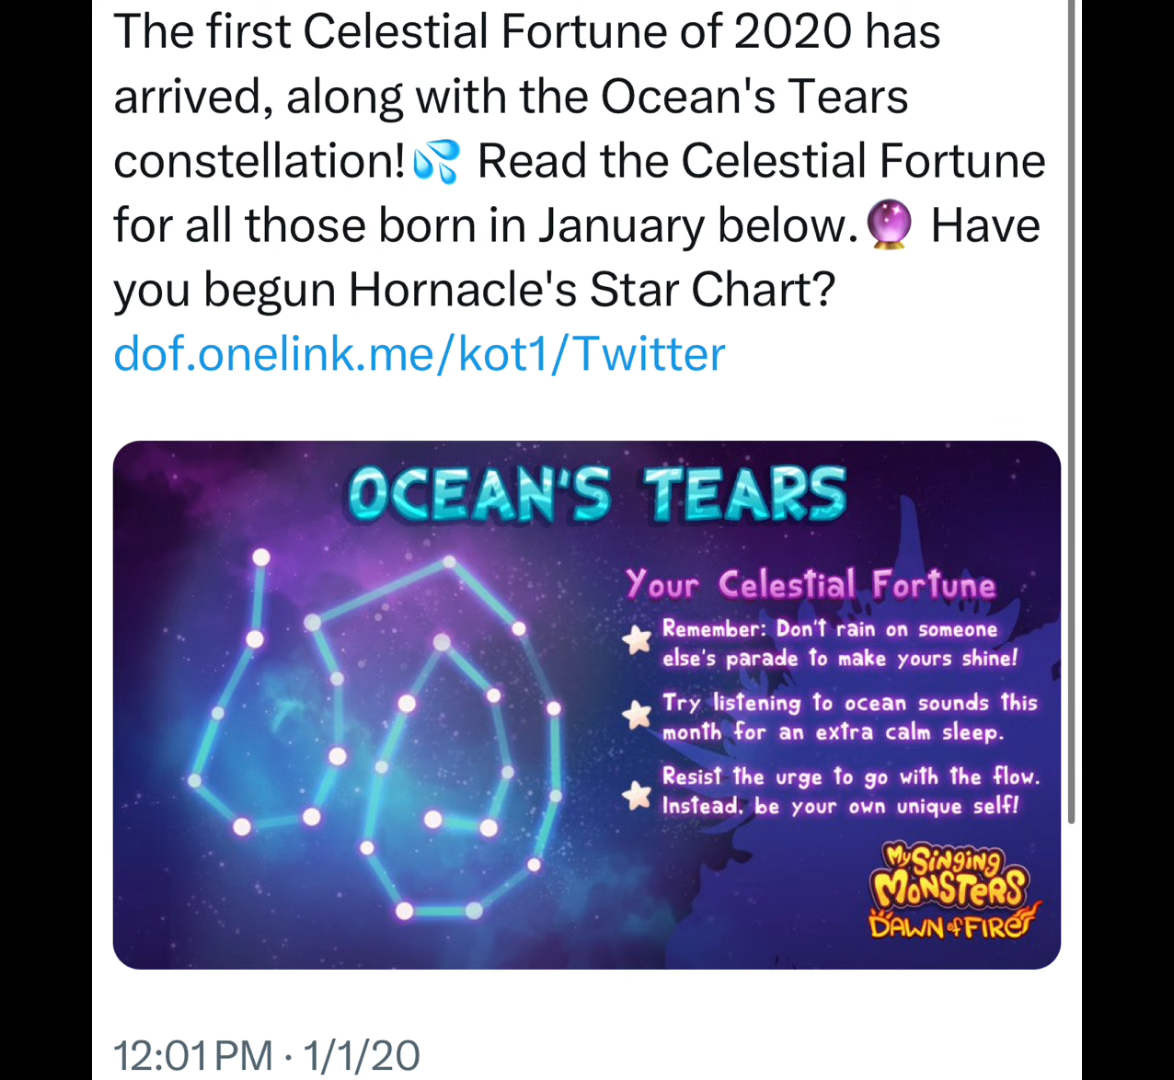 The first Celestial Fortune of 2020 has
arrived, along with the Ocean's Tears
constellation!💦 Read the Celestial Fortune
for all those born in January below.🔮 Have
you begun Hornacle's Star Chart?
dof.onelink.me/kot1/Twitter
OCEAN'S TEARS
Your Celestial Fortune
Remember: Don't rain on someone
else's parade to make yours shine!
Try listening to ocean sounds this
month for an extra calm sleep.
Resist the urge to go with the flow.
Instead, be your own unique self!
My Singing
MONSTERS
DAWN of FIRE
12:01 PM · 1/1/20